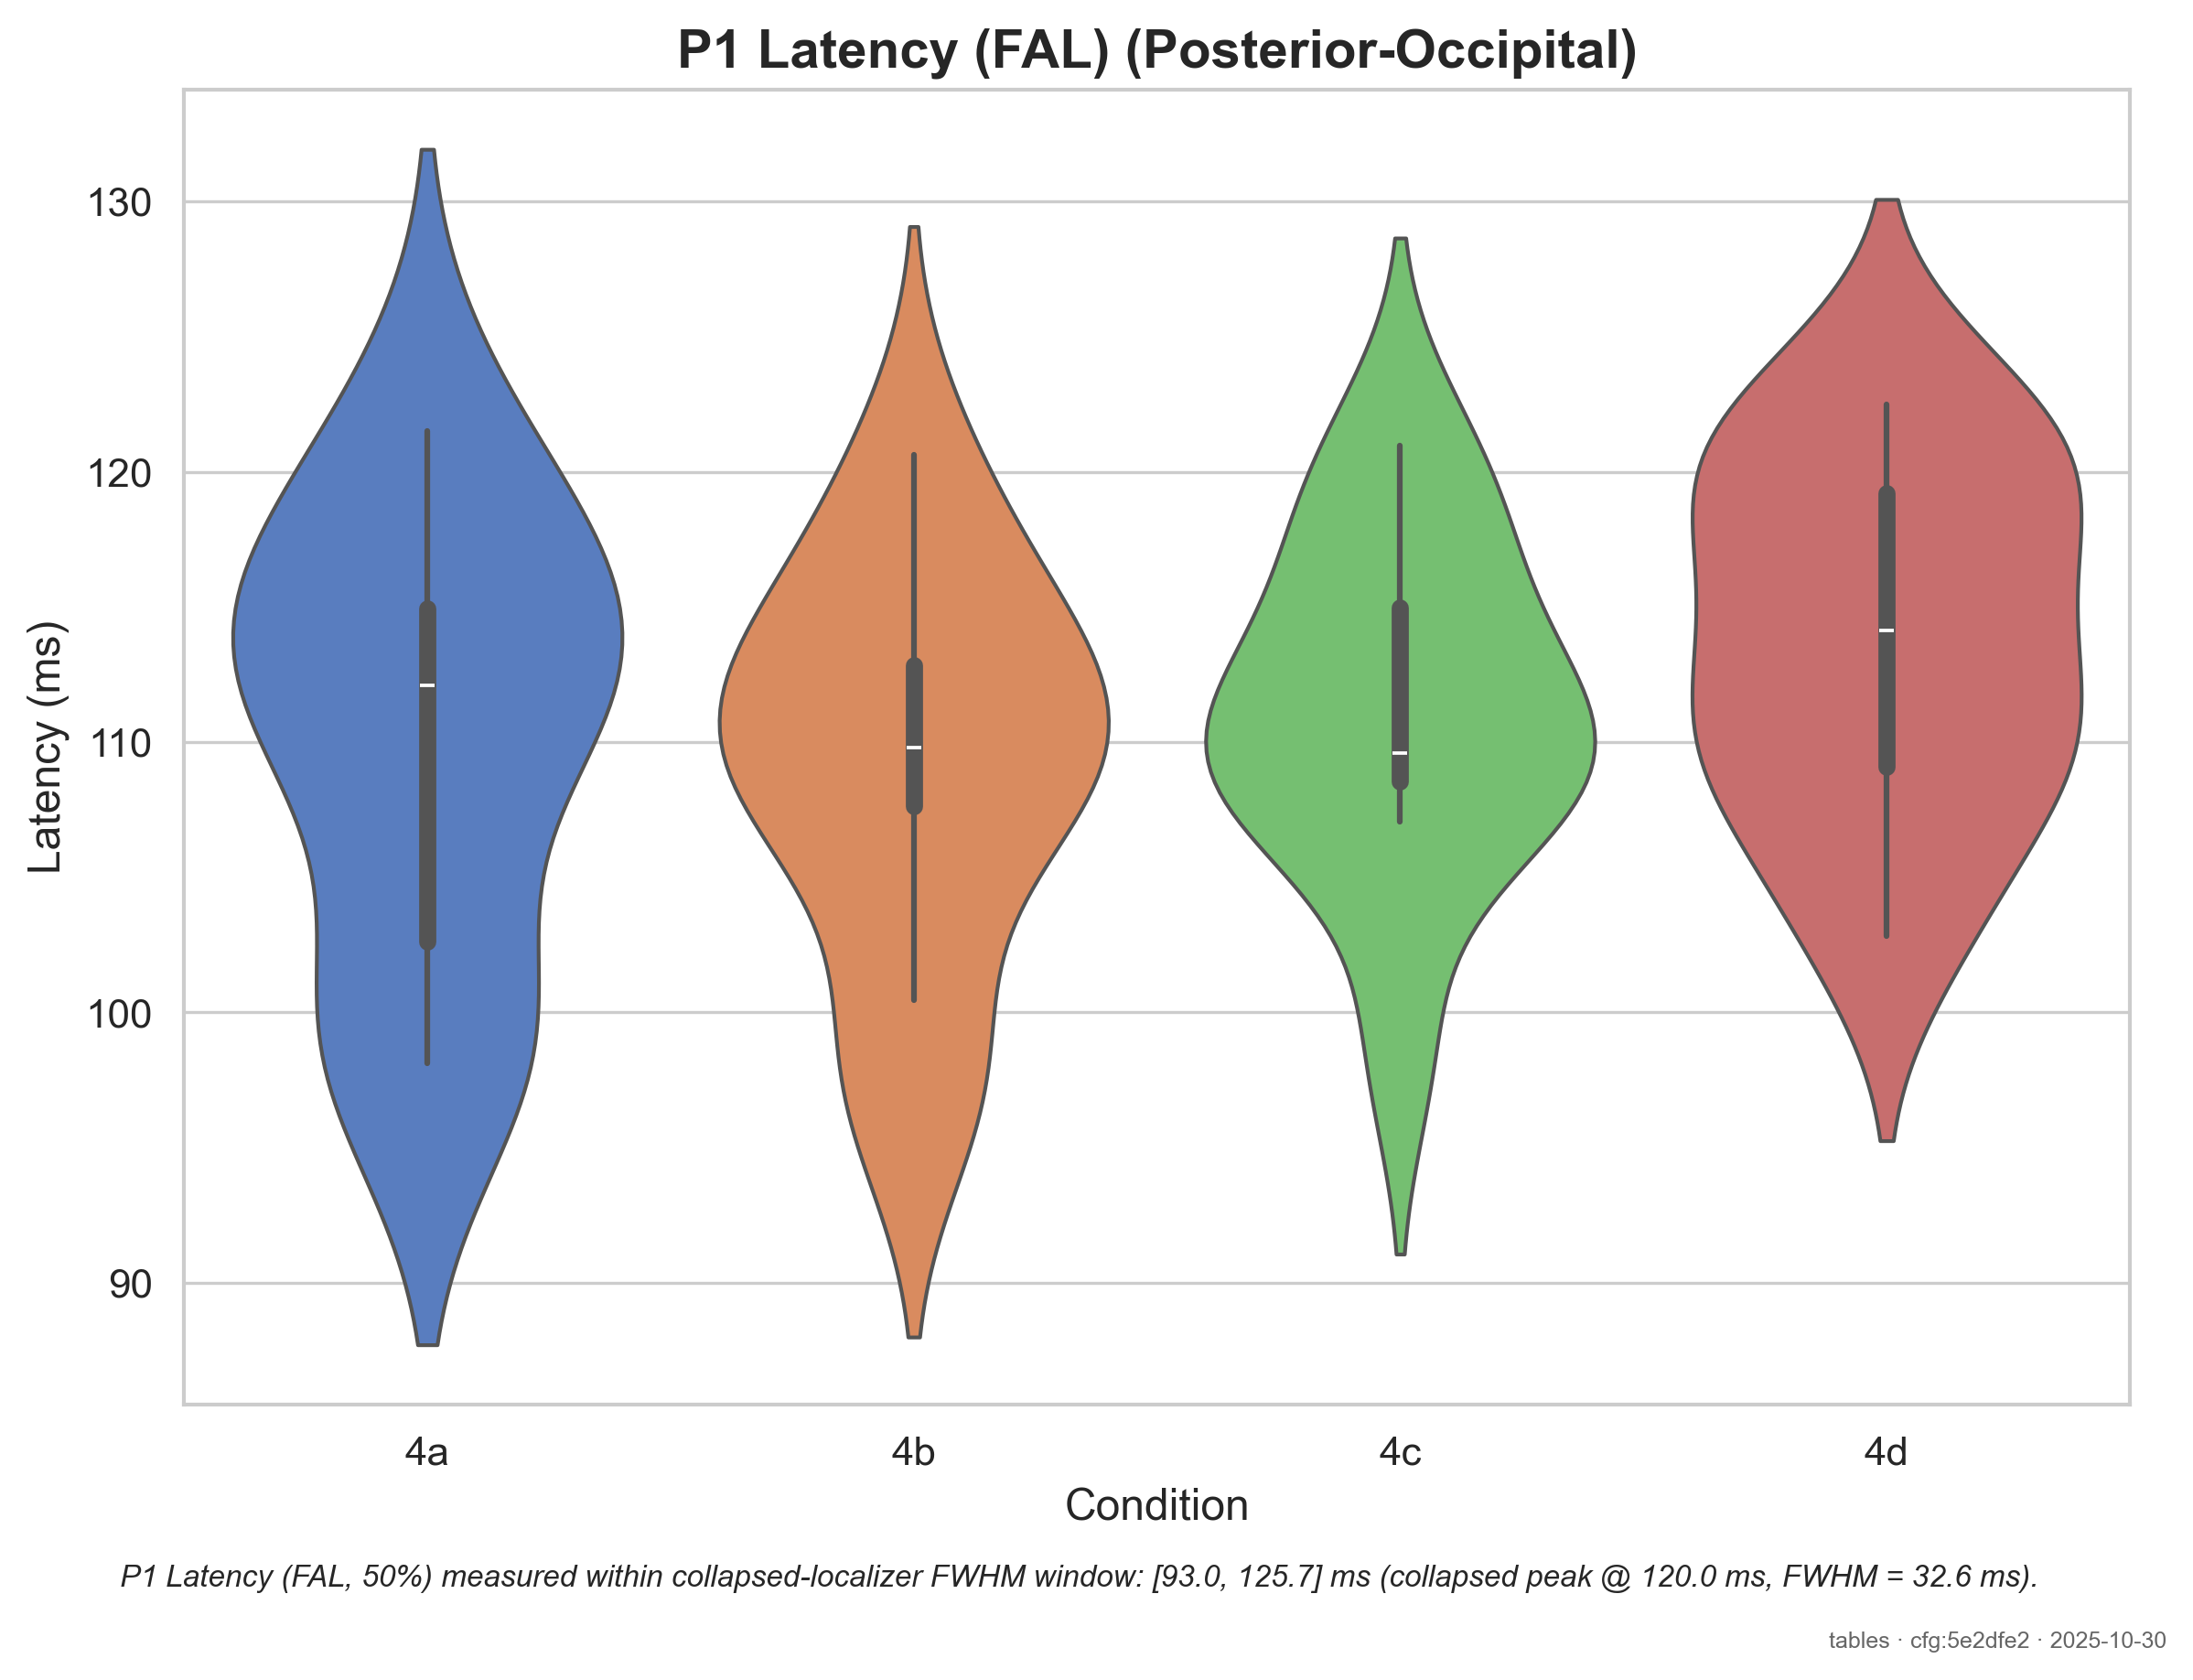 P1 Latency (FAL) (Posterior-Occipital)
Latency (ms)
130
120
110
100
90
4a 4b 4c 4d
Condition
P1 Latency (FAL, 50%) measured within collapsed-localizer FWHM window: [93.0, 125.7] ms (collapsed peak @ 120.0 ms, FWHM = 32.6 ms).
tables · cfg:5e2dfe2 · 2025-10-30